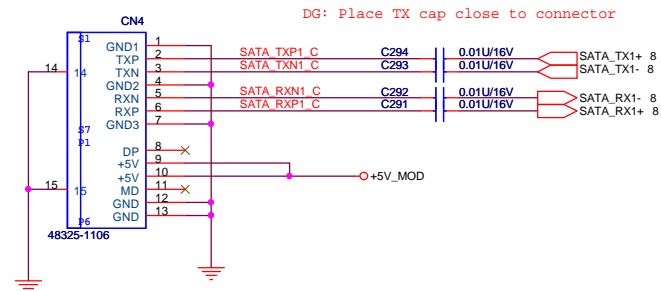 DG: Place TX cap close to connector
CN4
S1
GND1 1
TXP 2 SATA_TXP1_C C294 0.01U/16V SATA_TX1+ 8
14 14 TXN 3 SATA_TXN1_C C293 0.01U/16V SATA_TX1- 8
GND2 4
RXN 5 SATA_RXN1_C C292 0.01U/16V SATA_RX1- 8
RXP 6 SATA_RXP1_C C291 0.01U/16V SATA_RX1+ 8
S7 GND3 7
P1
DP 8
+5V 9
+5V 10 +5V_MOD
15 15 MD 11
GND 12
P6 GND 13
48325-1106